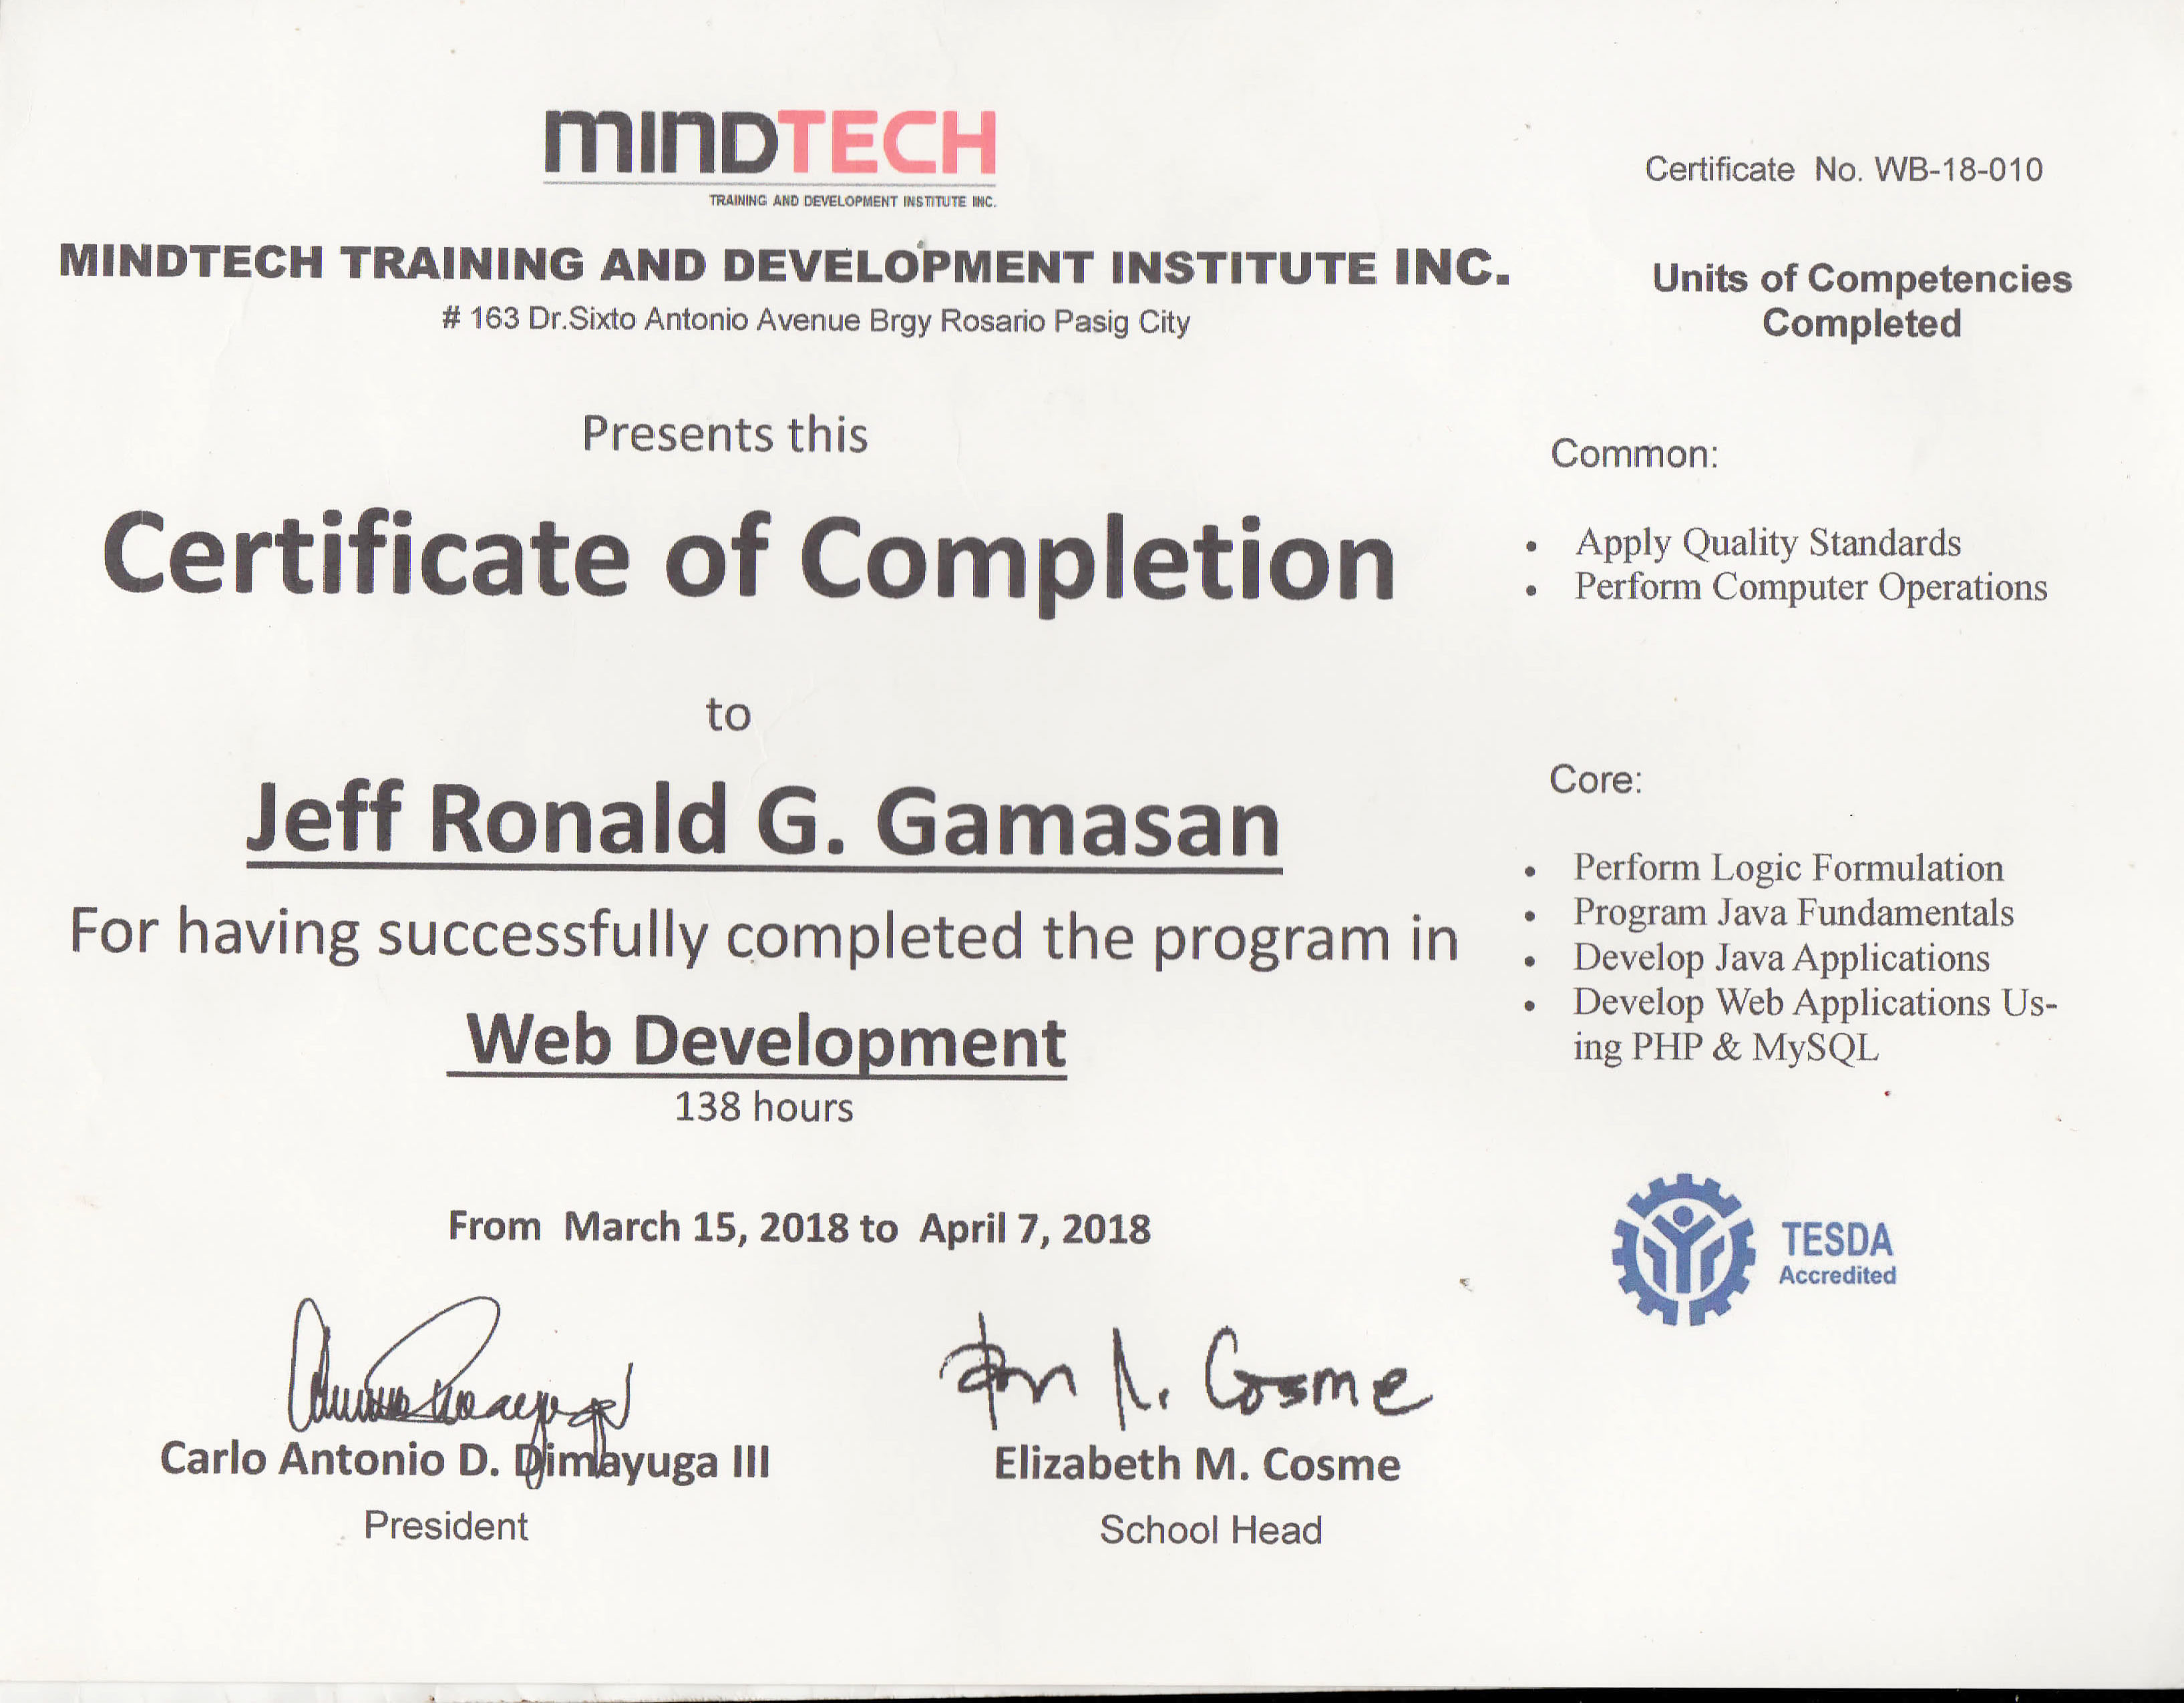 MINDTECH
TRAINING AND DEVELOPMENT INSTITUTE INC.
MINDTECH TRAINING AND DEVELOPMENT INSTITUTE INC.
# 163 Dr.Sixto Antonio Avenue Brgy Rosario Pasig City
Presents this
Certificate of Completion
to
Jeff Ronald G. Gamasan
For having successfully completed the program in
Web Development
138 hours
From March 15, 2018 to April 7, 2018
Carlo Antonio D. Dimayuga III
President
Cosme
Elizabeth M. Cosme
School Head
Certificate No. WB-18-010
Units of Competencies
Completed
Common:
• Apply Quality Standards
• Perform Computer Operations
Core:
• Perform Logic Formulation
• Program Java Fundamentals
• Develop Java Applications
• Develop Web Applications Us-
ing PHP & MySQL
TESDA
Accredited